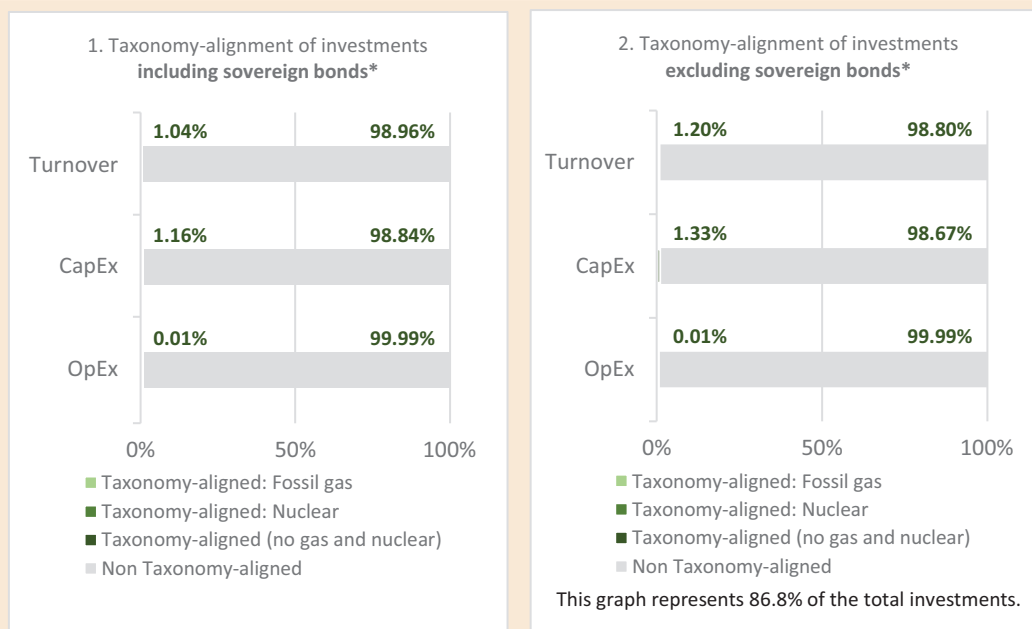 1. Taxonomy-alignment of investments
including sovereign bonds*
1.04% 98.96%
Turnover
1.16% 98.84%
CapEx
0.01% 99.99%
OpEx
0% 50% 100%
Taxonomy-aligned: Fossil gas
Taxonomy-aligned: Nuclear
Taxonomy-aligned (no gas and nuclear)
Non Taxonomy-aligned
2. Taxonomy-alignment of investments
excluding sovereign bonds*
1.20% 98.80%
Turnover
1.33% 98.67%
CapEx
0.01% 99.99%
OpEx
0% 50% 100%
Taxonomy-aligned: Fossil gas
Taxonomy-aligned: Nuclear
Taxonomy-aligned (no gas and nuclear)
Non Taxonomy-aligned
This graph represents 86.8% of the total investments.